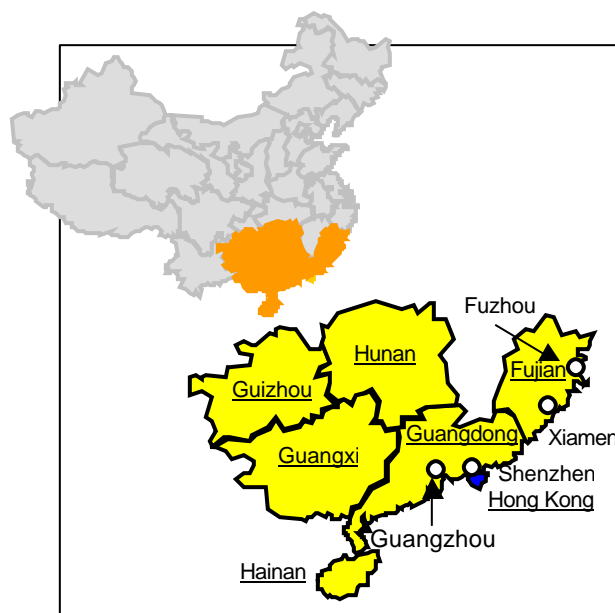 Fuzhou
Hunan
Fujian
Guizhou
Xiamen
Guangdong
Guangxi
Shenzhen
Hong Kong
Guangzhou
Hainan